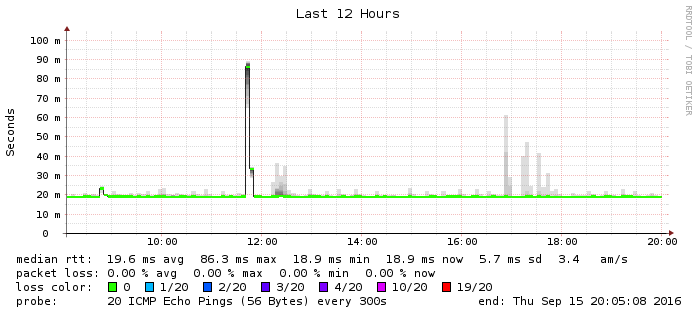 Last 12 Hours
RRDTOOL / TOBI OETIKER
Seconds
100 m
90 m
80 m
70 m
60 m
50 m
40 m
30 m
20 m
10 m
0
10:00 12:00 14:00 16:00 18:00 20:00
median rtt: 19.6 ms avg 86.3 ms max 18.9 ms min 18.9 ms now 5.7 ms sd 3.4 am/s
packet loss: 0.00 % avg 0.00 % max 0.00 % min 0.00 % now
loss color: 0 1/20 2/20 3/20 4/20 10/20 19/20
probe: 20 ICMP Echo Pings (56 Bytes) every 300s end: Thu Sep 15 20:05:08 2016